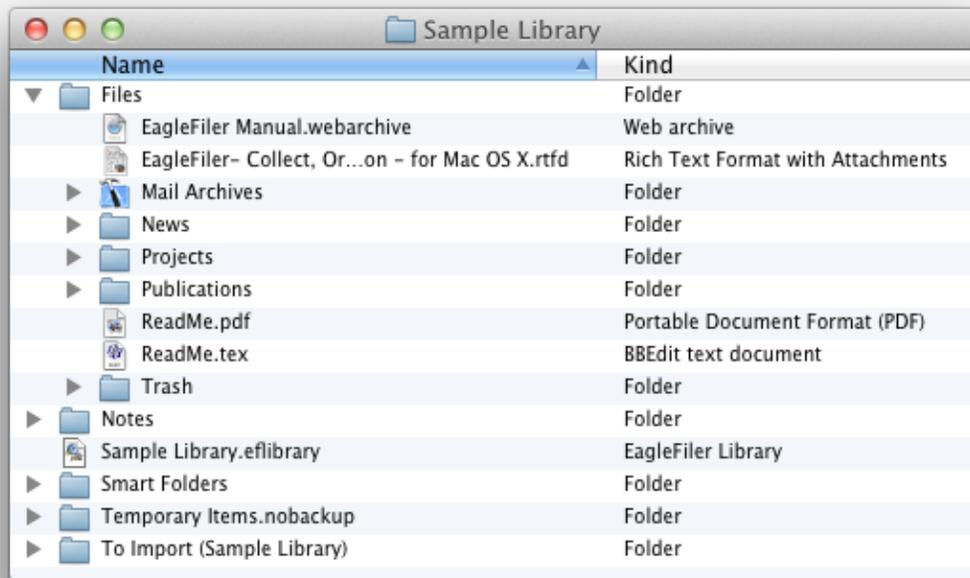 Sample Library
Name Kind
Files Folder
EagleFiler Manual.webarchive Web archive
EagleFiler- Collect, Or...on - for Mac OS X.rtfd Rich Text Format with Attachments
Mail Archives Folder
News Folder
Projects Folder
Publications Folder
ReadMe.pdf Portable Document Format (PDF)
ReadMe.tex BBEdit text document
Trash Folder
Notes Folder
Sample Library.eflibrary EagleFiler Library
Smart Folders Folder
Temporary Items.nobackup Folder
To Import (Sample Library) Folder